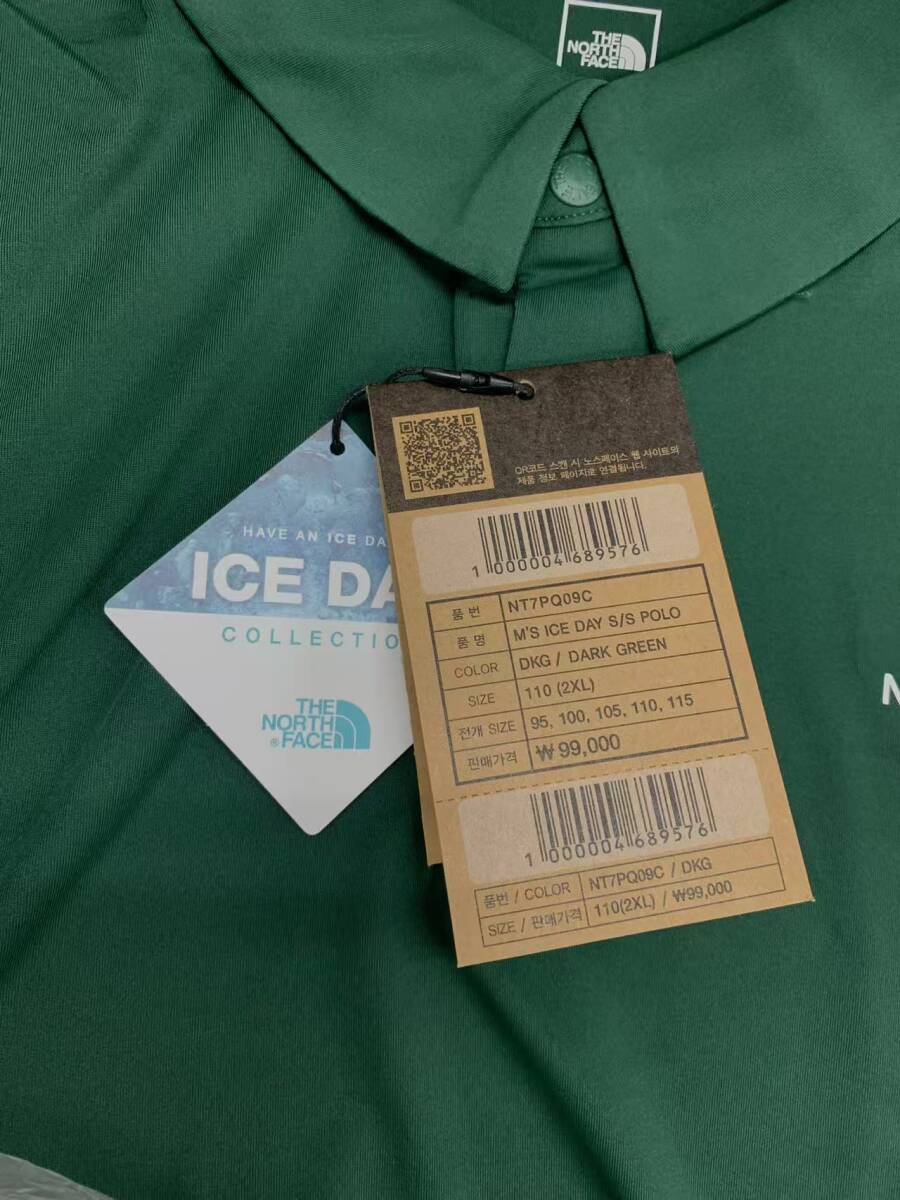 THE
NORTH
FACE
HAVE AN ICE DA
ICE DA
COLLECTIO
THE
NORTH
FACE
®
QR코드 스캔 시 노스페이스 웹 사이트의
제품 정보 페이지로 연결됩니다.
1 000004 689576
품 번 NT7PQ09C
품 명 M'S ICE DAY S/S POLO
COLOR DKG / DARK GREEN
SIZE 110 (2XL)
전개 SIZE 95, 100, 105, 110, 115
판매가격 ₩99,000
1 000004 689576
품번 / COLOR NT7PQ09C / DKG
SIZE / 판매가격 110(2XL) / ₩99,000
N